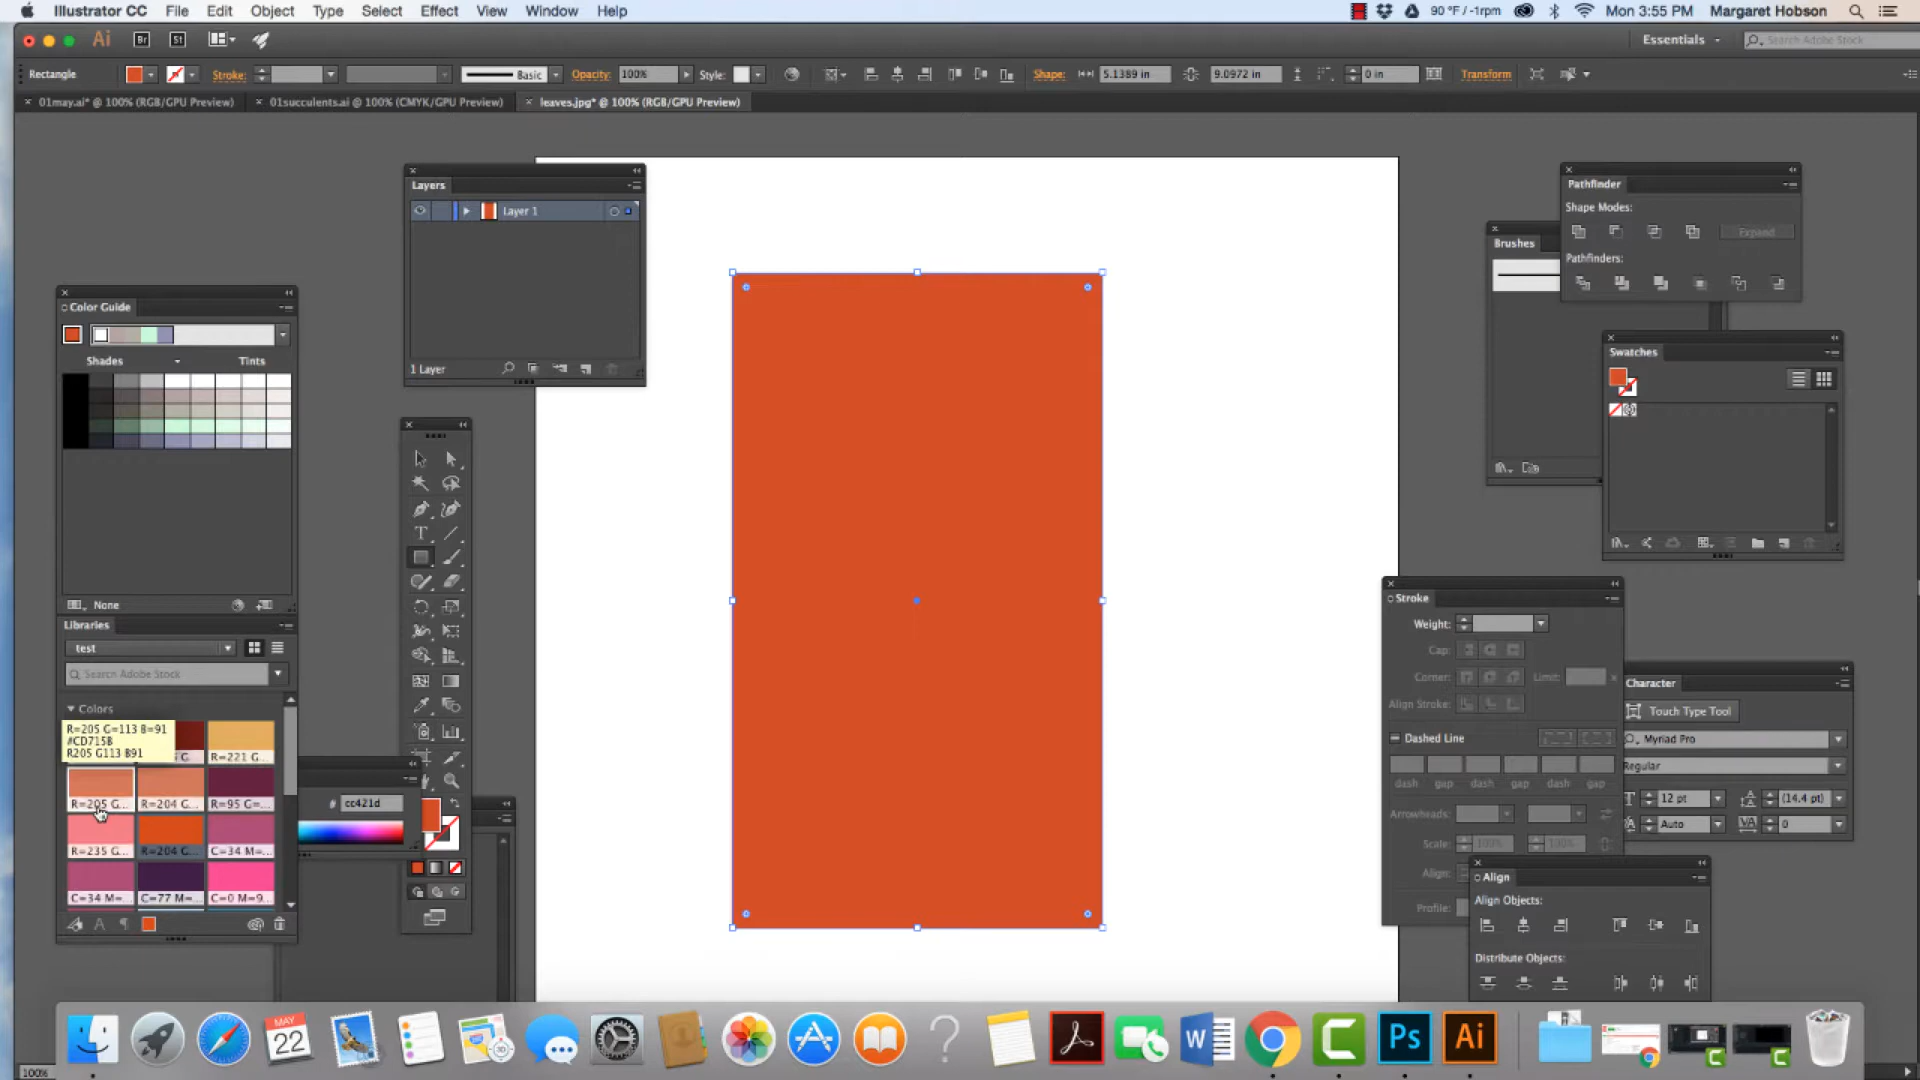 Illustrator CC File Edit Object Type Select Effect View Window Help
90 °F / -1rpm Mon 3:55 PM Margaret Hobson
Ai Br St Essentials Search Adobe Stock
Rectangle Stroke: Basic Opacity: 100% Style: Shape: 5.1389 in 9.0972 in 0 in Transform
01may.ai* @ 100% (RGB/GPU Preview) 01succulents.ai @ 100% (CMYK/GPU Preview) leaves.jpg* @ 100% (RGB/GPU Preview)
Layers
Layer 1
1 Layer
Color Guide
Shades Tints
None
Libraries
test
Search Adobe Stock
Colors
R=205 G=113 B=91
#CD715B
R205 G113 B91
G R=221 G...
R=205 G... R=204 G... R=95 G=...
R=235 G... R=204 G... C=34 M=...
C=34 M=... C=77 M=... C=0 M=9...
# cc421d
Pathfinder
Shape Modes:
Expand
Pathfinders:
Brushes
Swatches
Stroke
Weight:
Cap:
Corner: Limit: x
Align Stroke:
Dashed Line
dash gap dash gap dash gap
Arrowheads:
Scale: 100% 100%
Align:
Profile:
Character
Touch Type Tool
Myriad Pro
Regular
12 pt (14.4 pt)
Auto 0
Align
Align Objects:
Distribute Objects:
MAY
22
W Ps Ai
100%